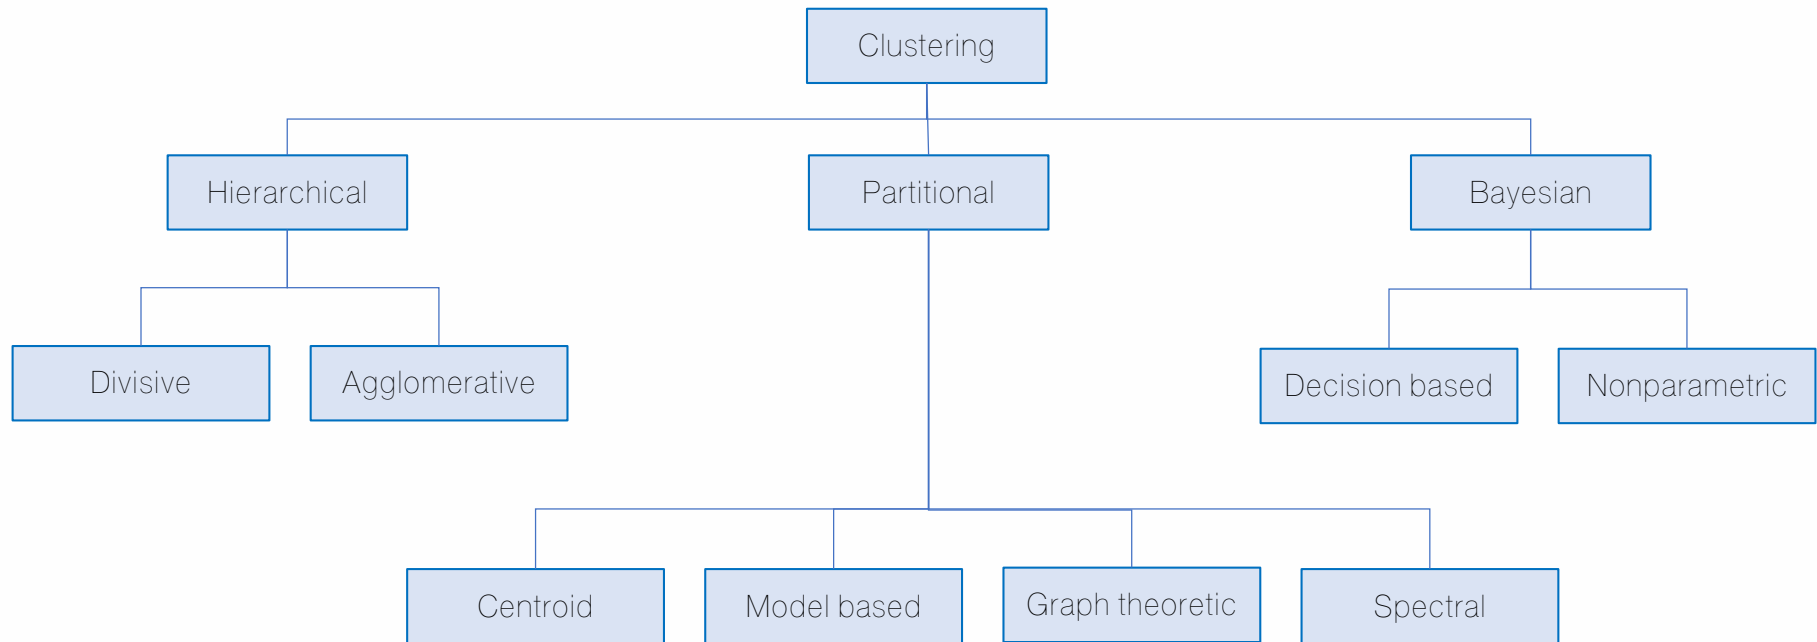 Clustering
Hierarchical
Partitional
Bayesian
Divisive
Agglomerative
Decision based
Nonparametric
Centroid
Model based
Graph theoretic
Spectral